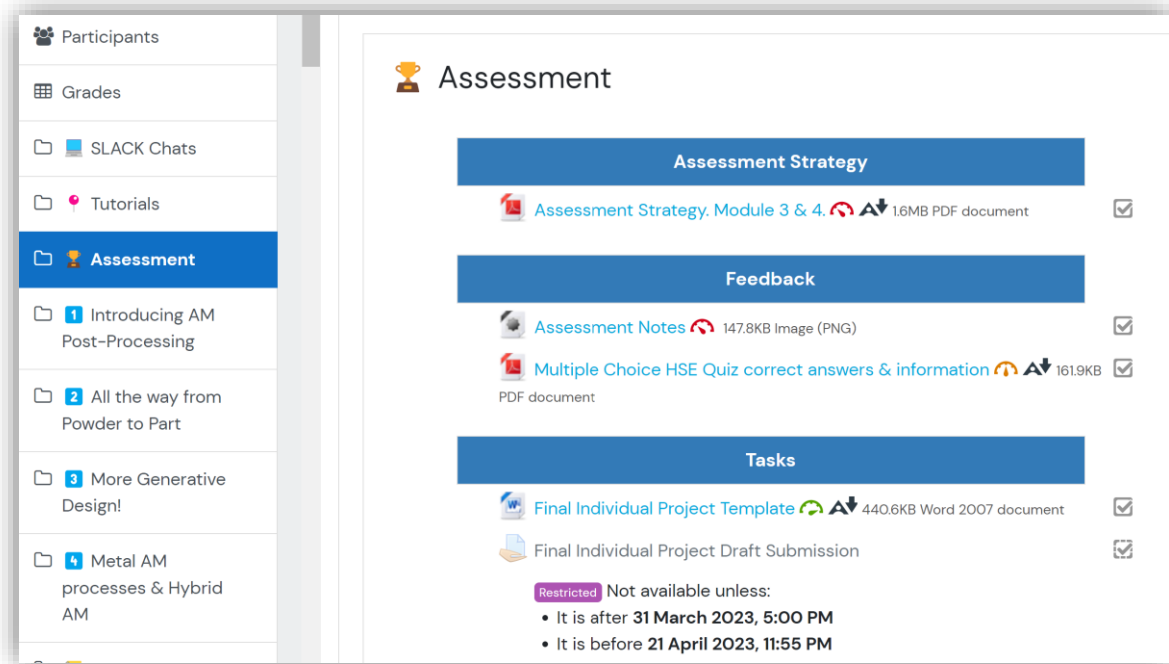 Participants
Grades
SLACK Chats
Tutorials
Assessment
1 Introducing AM
Post-Processing
2 All the way from
Powder to Part
3 More Generative
Design!
4 Metal AM
processes & Hybrid
AM
Assessment
Assessment Strategy
Assessment Strategy. Module 3 & 4. 1.6MB PDF document
Feedback
Assessment Notes 147.8KB Image (PNG)
Multiple Choice HSE Quiz correct answers & information 161.9KB
PDF document
Tasks
Final Individual Project Template 440.6KB Word 2007 document
Final Individual Project Draft Submission
Restricted Not available unless:
• It is after 31 March 2023, 5:00 PM
• It is before 21 April 2023, 11:55 PM